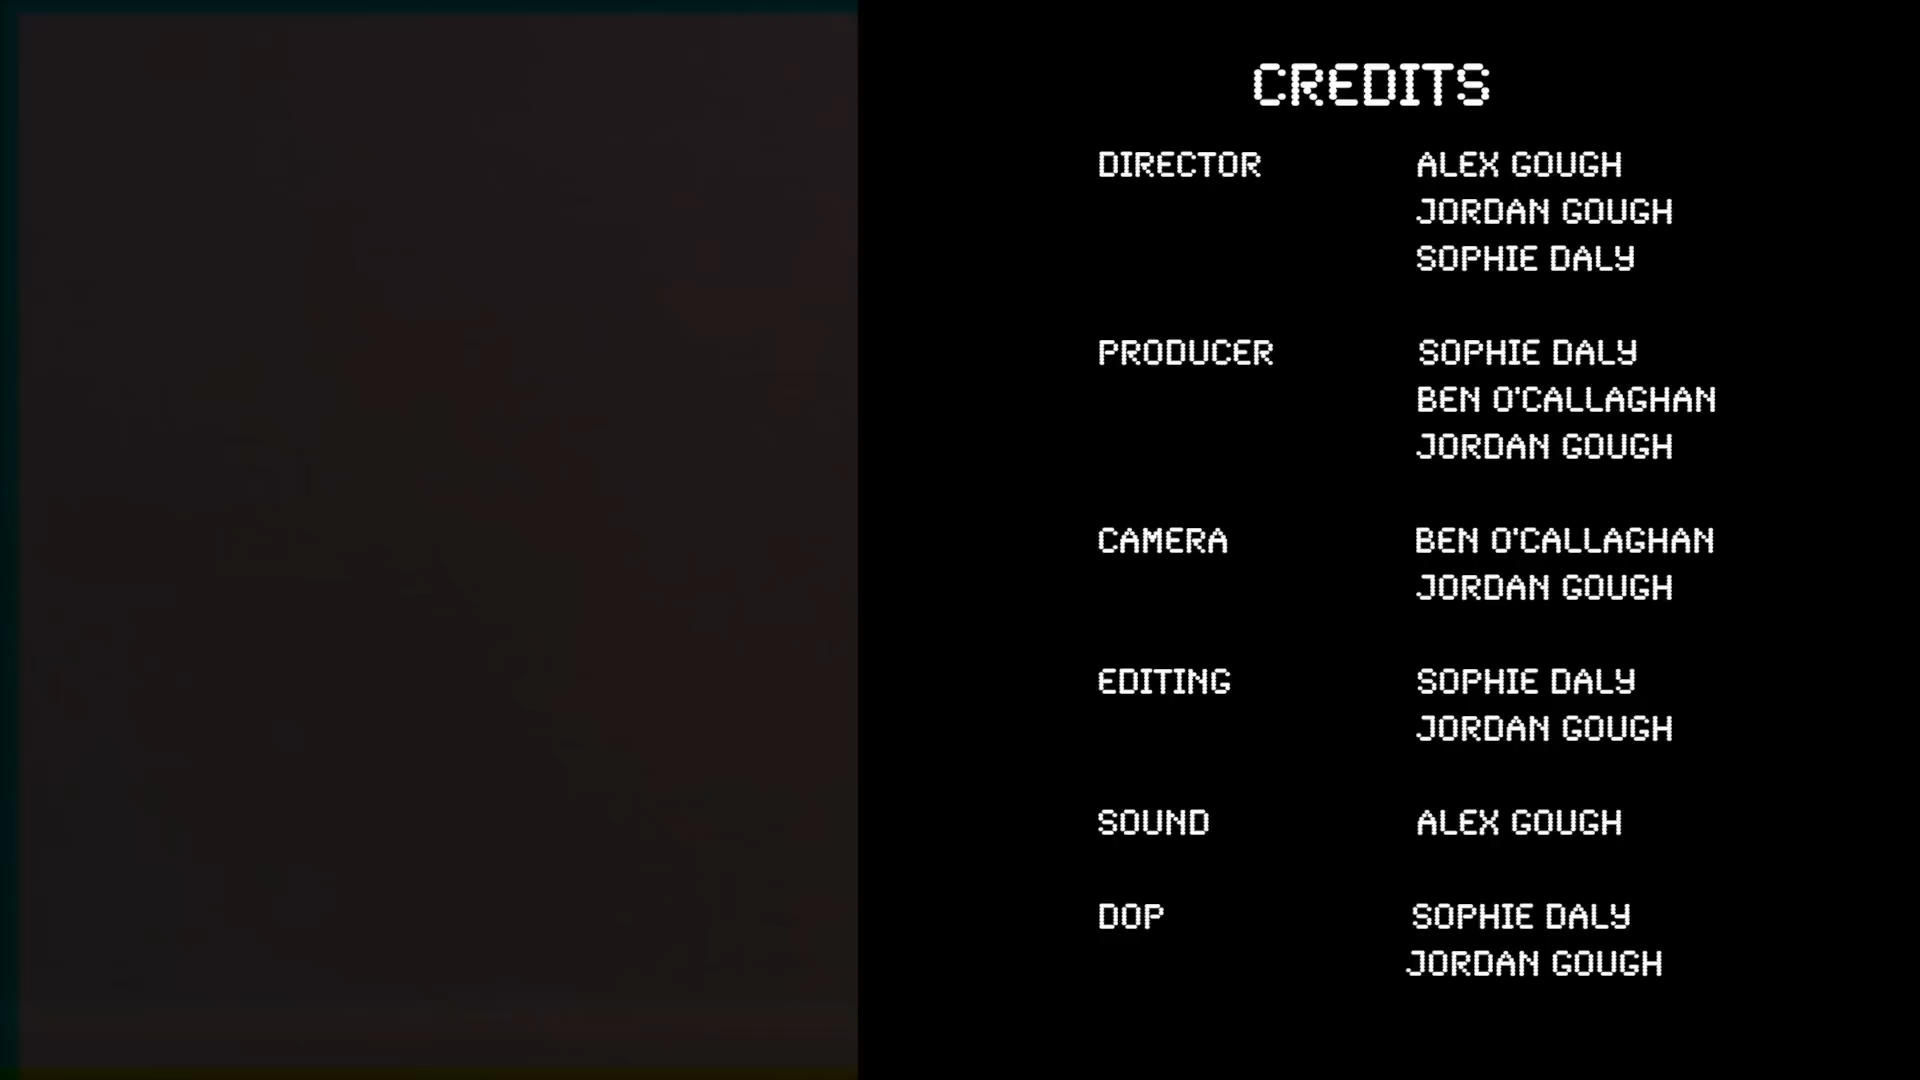 CREDITS
DIRECTOR ALEX GOUGH
JORDAN GOUGH
SOPHIE DALY
PRODUCER SOPHIE DALY
BEN O'CALLAGHAN
JORDAN GOUGH
CAMERA BEN O'CALLAGHAN
JORDAN GOUGH
EDITING SOPHIE DALY
JORDAN GOUGH
SOUND ALEX GOUGH
DOP SOPHIE DALY
JORDAN GOUGH